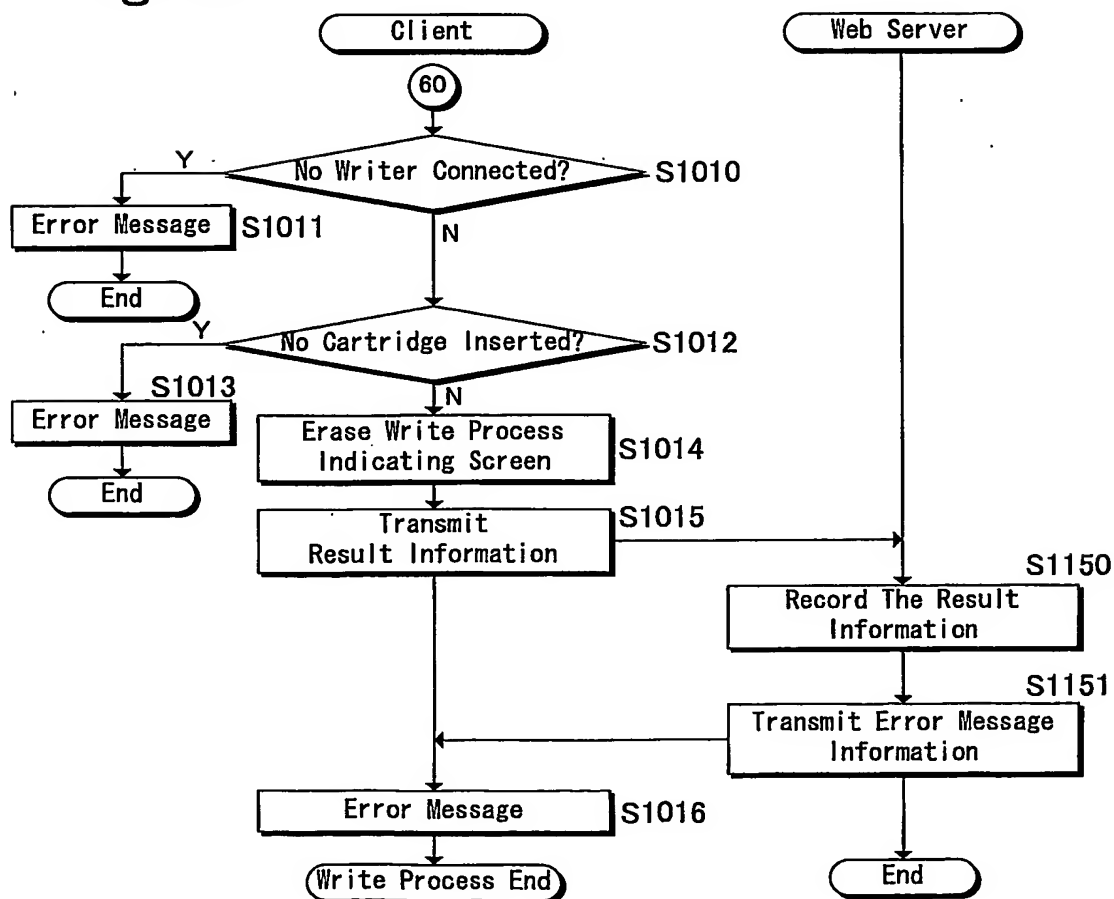 Client
Web Server
60
Y
No Writer Connected?
S1010
Error Message
S1011
N
End
Y
No Cartridge Inserted?
S1012
S1013
N
Error Message
Erase Write Process
Indicating Screen
S1014
End
Transmit
Result Information
S1015
S1150
Record The Result
Information
S1151
Transmit Error Message
Information
Error Message
S1016
Write Process End
End